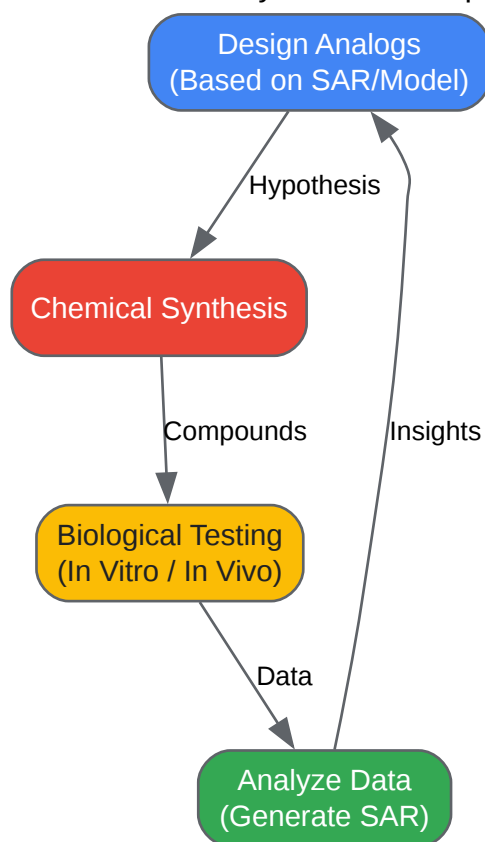 Design Analogs
(Based on SAR/Model)
Hypothesis
Chemical Synthesis
Compounds
Insights
Biological Testing
(In Vitro / In Vivo)
Data
Analyze Data
(Generate SAR)